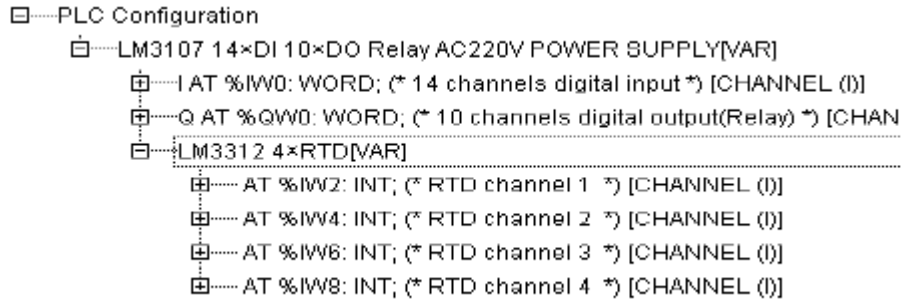 PLC Configuration
LM3107 14×DI 10×DO Relay AC220V POWER SUPPLY[VAR]
I AT %IW0: WORD; (* 14 channels digital input *) [CHANNEL (I)]
Q AT %QW0: WORD; (* 10 channels digital output(Relay) *) [CHAN
LM3312 4×RTD[VAR]
AT %IW2: INT; (* RTD channel 1 *) [CHANNEL (I)]
AT %IW4: INT; (* RTD channel 2 *) [CHANNEL (I)]
AT %IW6: INT; (* RTD channel 3 *) [CHANNEL (I)]
AT %IW8: INT; (* RTD channel 4 *) [CHANNEL (I)]